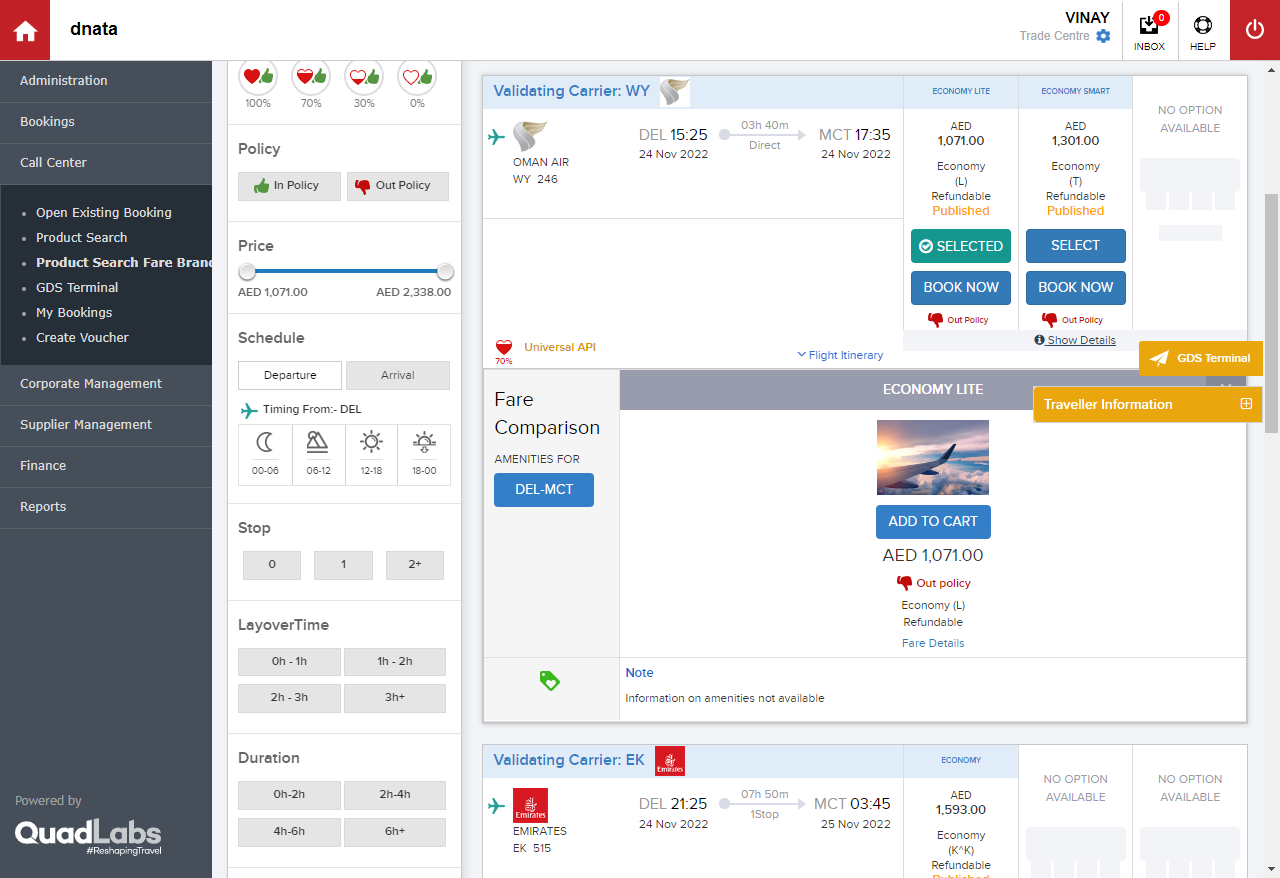 dnata
VINAY
Trade Centre
0
INBOX
HELP
Administration
Bookings
Call Center
Open Existing Booking
Product Search
Product Search Fare Bran
GDS Terminal
My Bookings
Create Voucher
Corporate Management
Supplier Management
Finance
Reports
Powered by
QuadLabs
#ReshapingTravel
100%
70%
30%
0%
Policy
In Policy
Out Policy
Price
AED 1,071.00
AED 2,338.00
Schedule
Departure
Arrival
Timing From:- DEL
00-06
06-12
12-18
18-00
Stop
0
1
2+
LayoverTime
0h - 1h
1h - 2h
2h - 3h
3h+
Duration
0h-2h
2h-4h
4h-6h
6h+
Validating Carrier: WY
OMAN AIR
WY 246
DEL 15:25
24 Nov 2022
03h 40m
Direct
MCT 17:35
24 Nov 2022
Universal API
70%
Flight Itinerary
ECONOMY LITE
AED
1,071.00
Economy
(L)
Refundable
Published
SELECTED
BOOK NOW
Out Policy
ECONOMY SMART
AED
1,301.00
Economy
(T)
Refundable
Published
SELECT
BOOK NOW
Out Policy
NO OPTION
AVAILABLE
Show Details
GDS Terminal
Traveller Information
Fare
Comparison
AMENITIES FOR
DEL-MCT
ECONOMY LITE
ADD TO CART
AED 1,071.00
Out policy
Economy (L)
Refundable
Fare Details
Note
Information on amenities not available
Validating Carrier: EK
Emirates
Emirates
EMIRATES
EK 515
DEL 21:25
24 Nov 2022
07h 50m
1Stop
MCT 03:45
25 Nov 2022
ECONOMY
AED
1,593.00
Economy
(K^K)
Refundable
Published
NO OPTION
AVAILABLE
NO OPTION
AVAILABLE